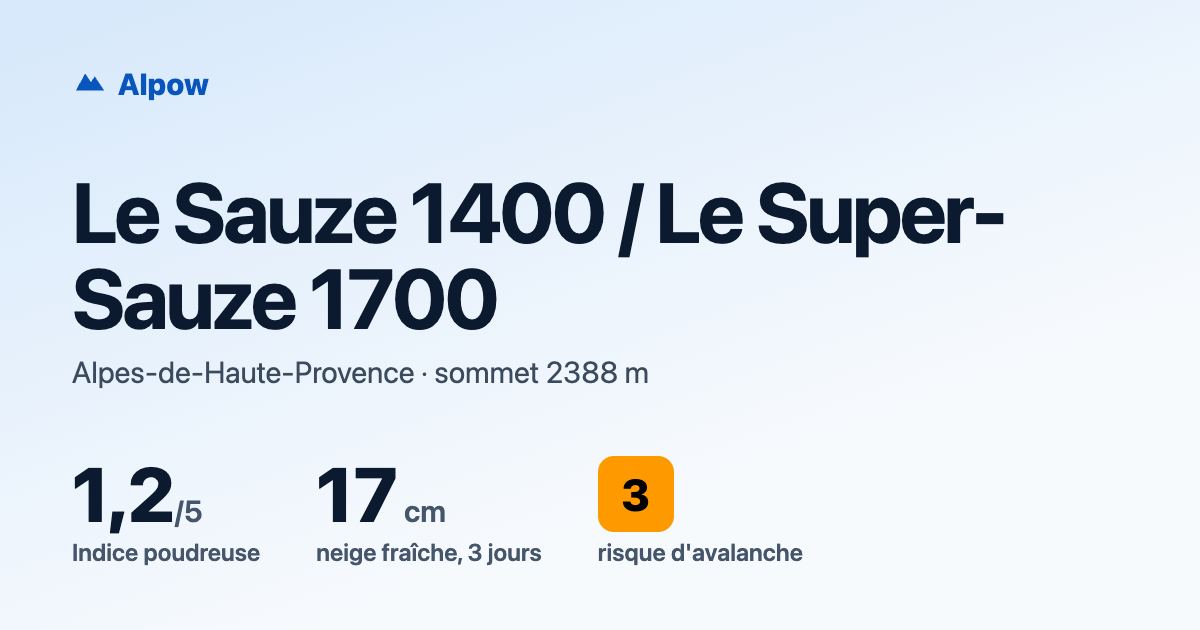 Alpow
Le Sauze 1400 / Le Super-
Sauze 1700
Alpes-de-Haute-Provence · sommet 2388 m
1,2/5
17 cm
3
Indice poudreuse
neige fraîche, 3 jours
risque d'avalanche